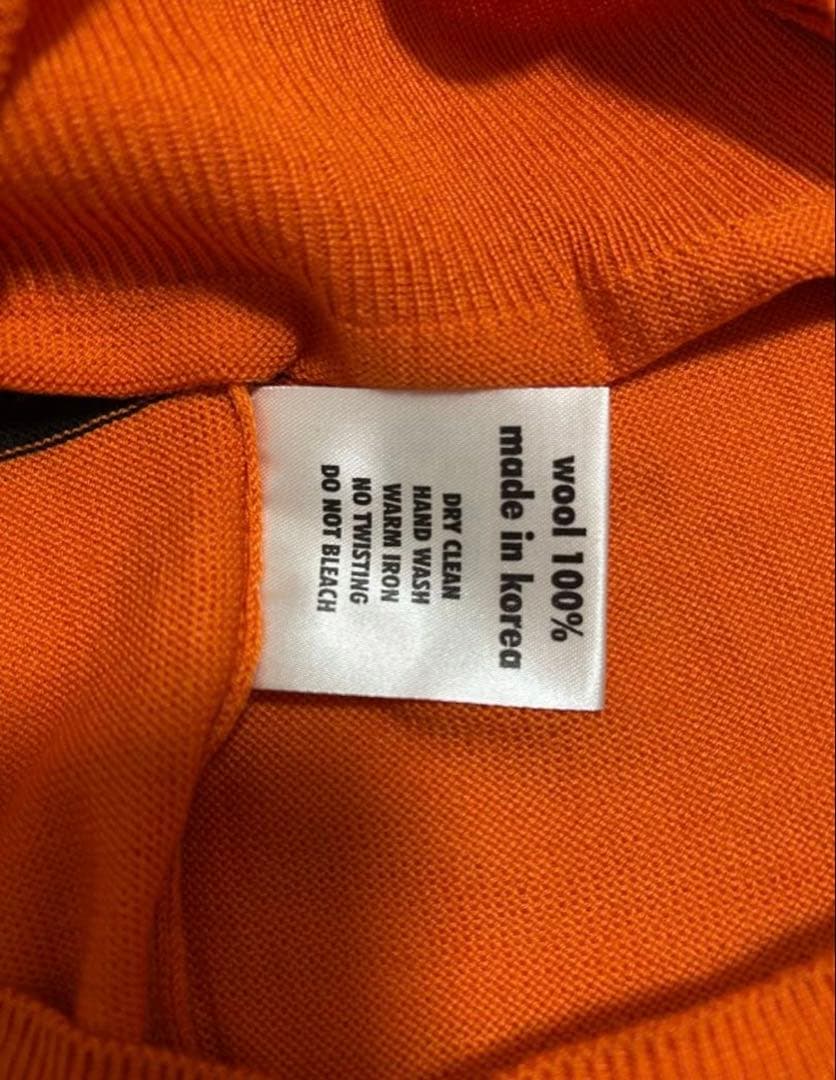 wool 100%
made in korea
DRY CLEAN
HAND WASH
WARM IRON
NO TWISTING
DO NOT BLEACH